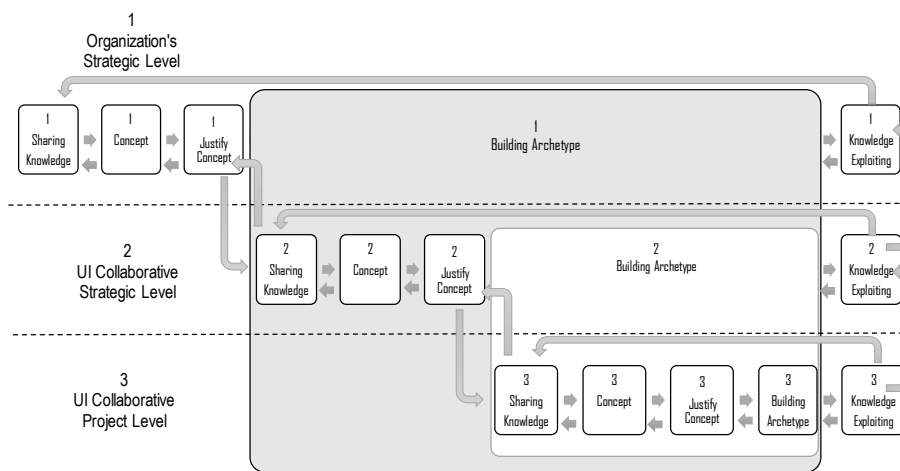 1
Organization's
Strategic Level
1
Sharing
Knowledge
1
Concept
1
Justify
Concept
1
Building Archetype
1
Knowledge
Exploiting
2
UI Collaborative
Strategic Level
2
Sharing
Knowledge
2
Concept
2
Justify
Concept
2
Building Archetype
2
Knowledge
Exploiting
3
UI Collaborative
Project Level
3
Sharing
Knowledge
3
Concept
3
Justify
Concept
3
Building
Archetype
3
Knowledge
Exploiting